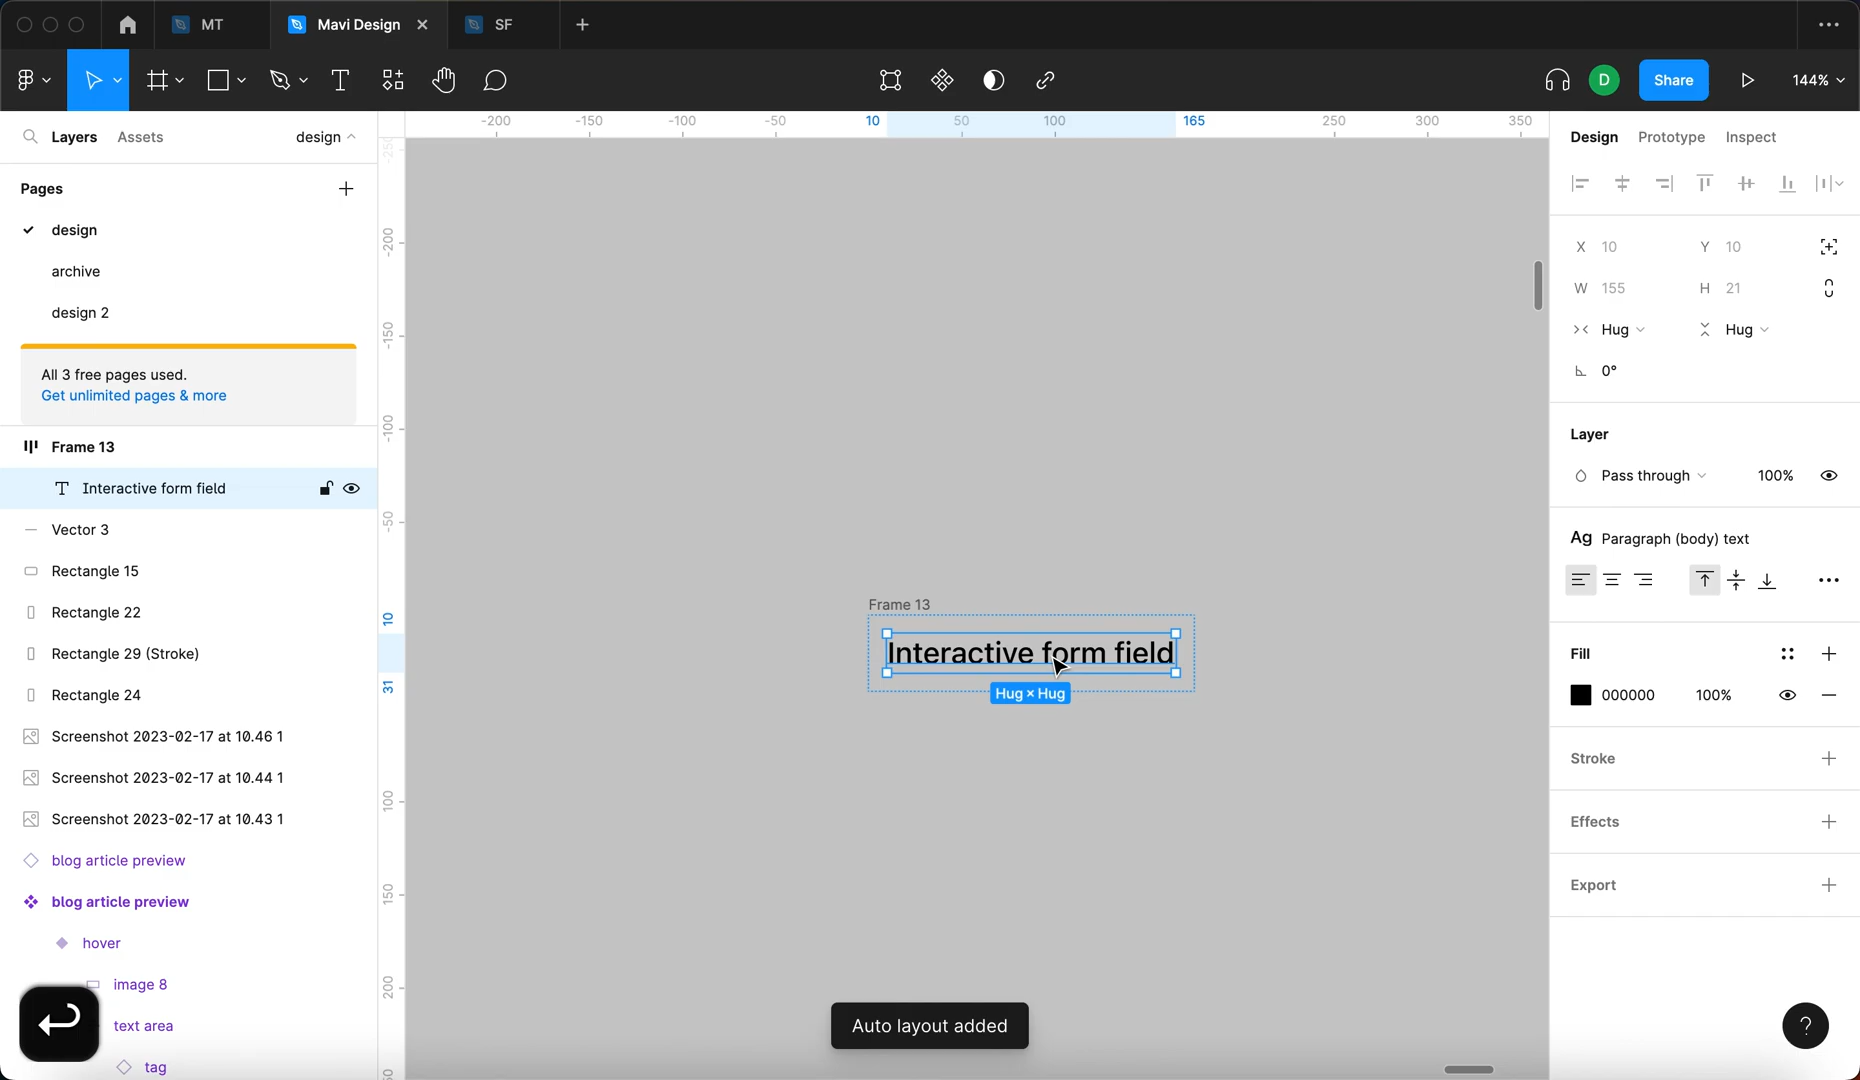 MT
Mavi Design
SF
D
Share
144%
Layers
Assets
design
-200
-150
-100
-50
10
50
100
165
250
300
350
Design
Prototype
Inspect
Pages
design
archive
design 2
All 3 free pages used.
Get unlimited pages & more
Frame 13
Interactive form field
Vector 3
Rectangle 15
Rectangle 22
Rectangle 29 (Stroke)
Rectangle 24
Screenshot 2023-02-17 at 10.46 1
Screenshot 2023-02-17 at 10.44 1
Screenshot 2023-02-17 at 10.43 1
blog article preview
blog article preview
hover
image 8
text area
tag
-250
-200
-150
-100
-50
10
31
100
150
200
Frame 13
Interactive form field
Hug × Hug
Auto layout added
X 10
Y 10
W 155
H 21
Hug
Hug
0°
Layer
Pass through
100%
Ag Paragraph (body) text
Fill
000000
100%
Stroke
Effects
Export
?